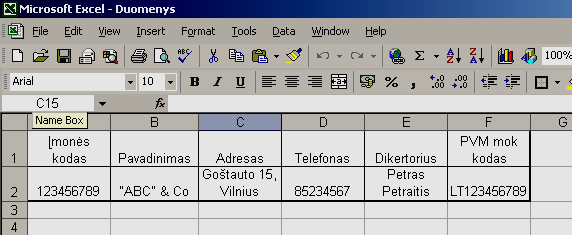 Microsoft Excel - Duomenys
File Edit View Insert Format Tools Data Window Help
Σ A Z Z A 100%
Arial 10 B I U % , .00
C15 fx
Name Box
A B C D E F G
1 Įmonės kodas Pavadinimas Adresas Telefonas Dikertorius PVM mok kodas
2 123456789 "ABC" & Co Goštauto 15, Vilnius 85234567 Petras Petraitis LT123456789
3
4